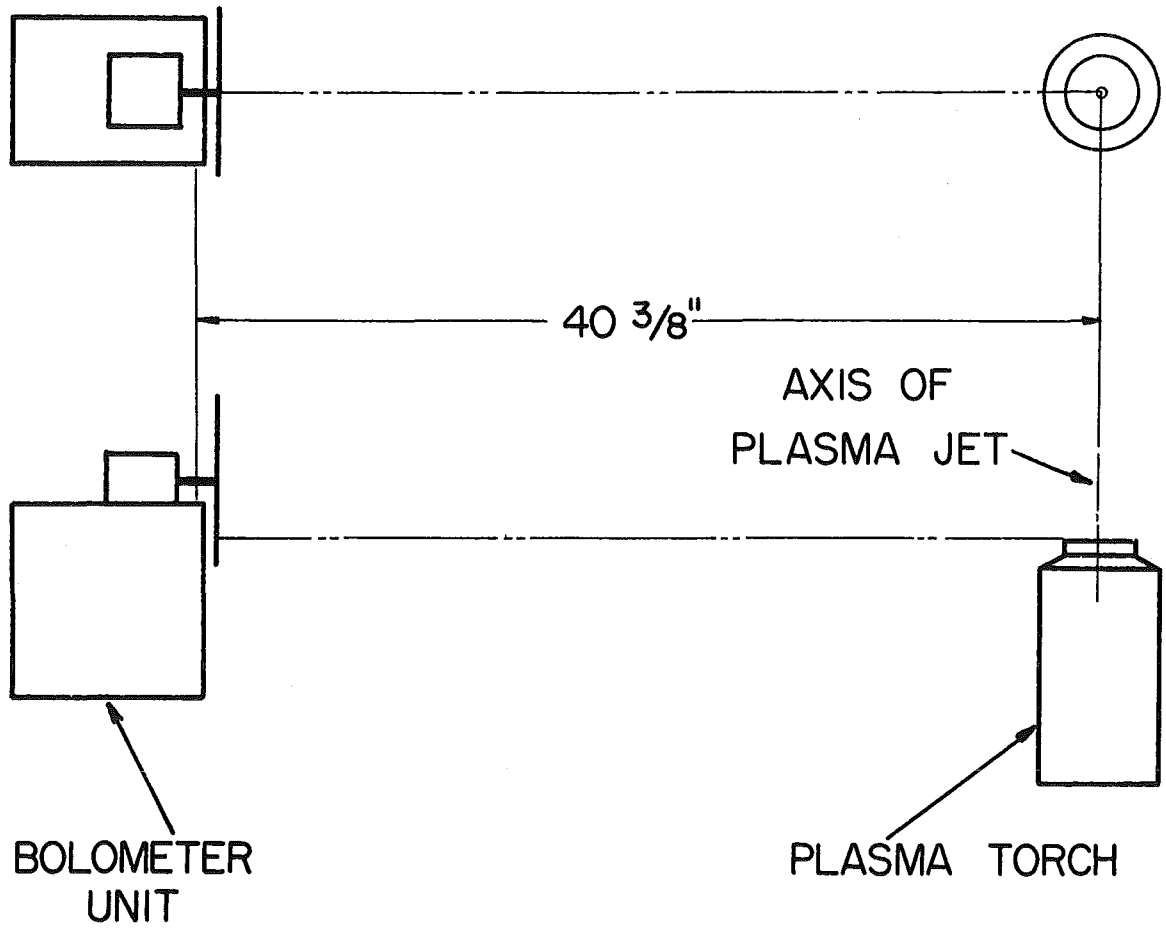 40 3/8"
AXIS OF
PLASMA JET
BOLOMETER
UNIT
PLASMA TORCH